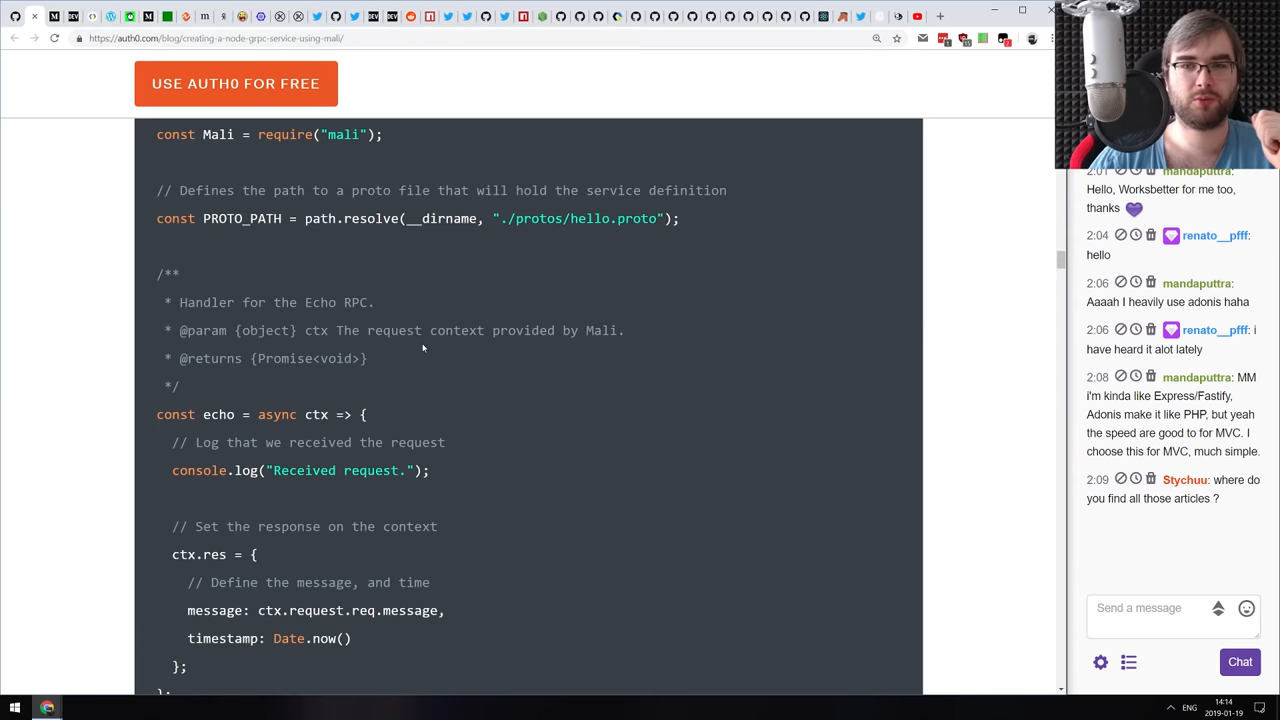 https://auth0.com/blog/creating-a-node-grpc-service-using-mali/
USE AUTH0 FOR FREE
const Mali = require("mali");
// Defines the path to a proto file that will hold the service definition
const PROTO_PATH = path.resolve(__dirname, "./protos/hello.proto");
/**
* Handler for the Echo RPC.
* @param {object} ctx The request context provided by Mali.
* @returns {Promise<void>}
*/
const echo = async ctx => {
// Log that we received the request
console.log("Received request.");
// Set the response on the context
ctx.res = {
// Define the message, and time
message: ctx.request.req.message,
timestamp: Date.now()
};
};
2:01 mandaputtra:
Hello, Worksbetter for me too,
thanks
2:04 renato__pfff:
hello
2:06 mandaputtra:
Aaaah I heavily use adonis haha
2:06 renato__pfff: i
have heard it alot lately
2:08 mandaputtra: MM
i'm kinda like Express/Fastify,
Adonis make it like PHP, but yeah
the speed are good to for MVC. I
choose this for MVC, much simple.
2:09 Stychuu: where do
you find all those articles ?
Send a message
Chat
ENG
14:14
2019-01-19